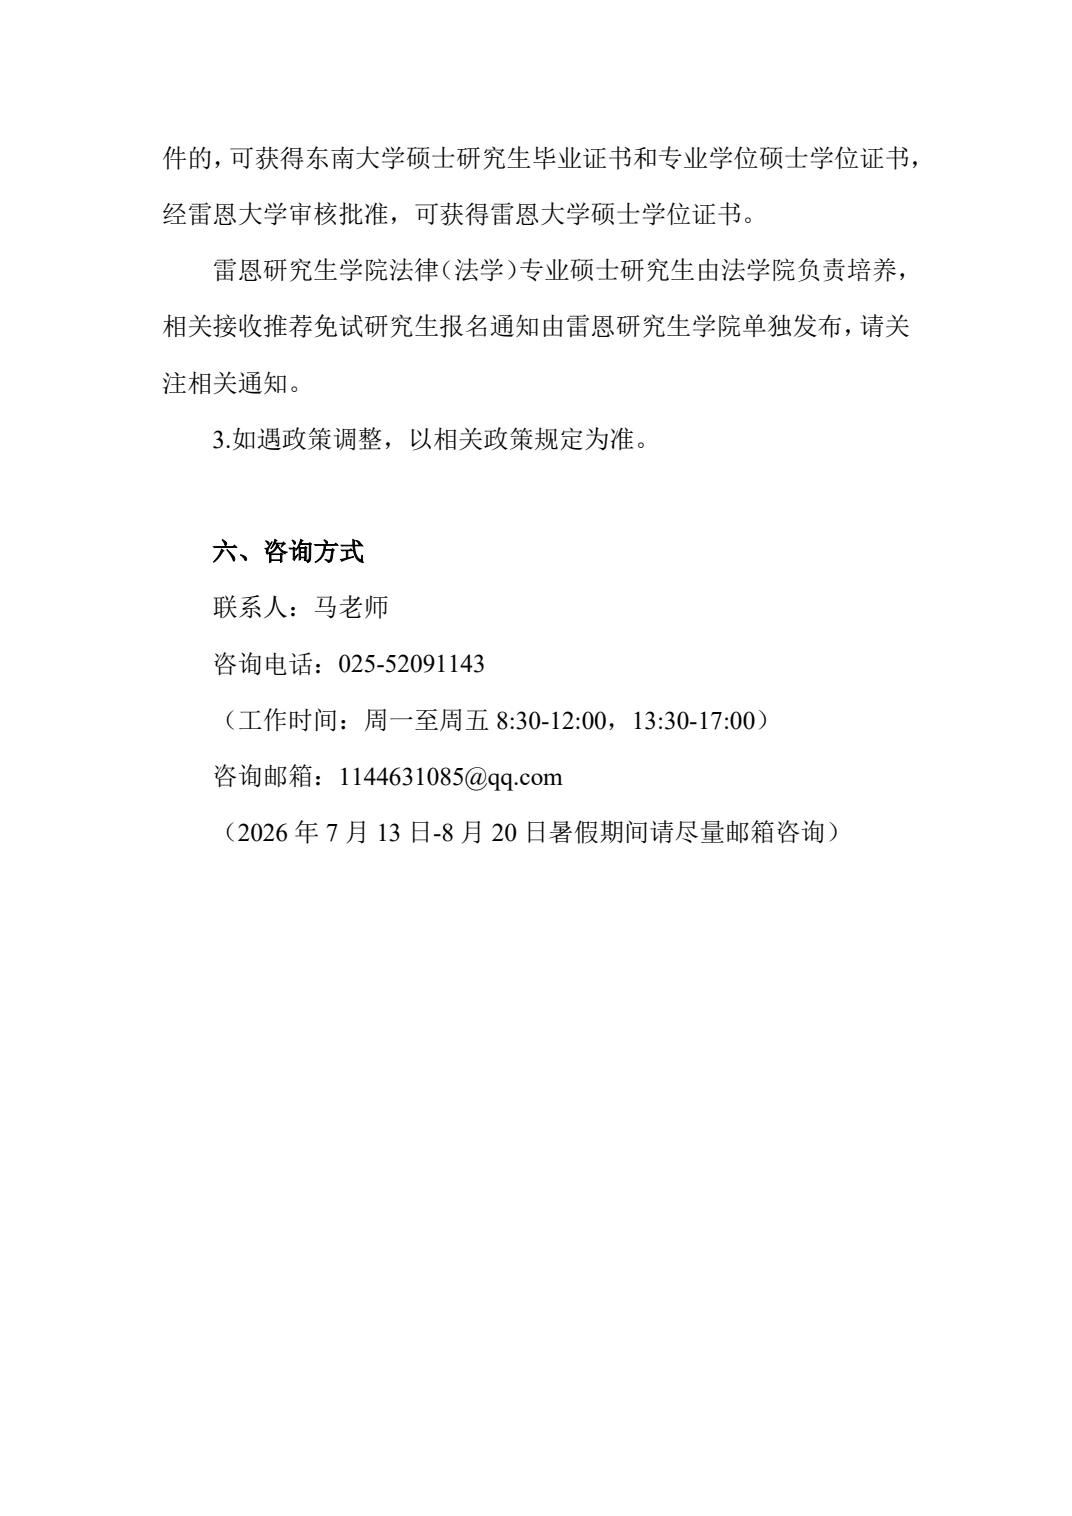 件的，可获得东南大学硕士研究生毕业证书和专业学位硕士学位证书，
经雷恩大学审核批准，可获得雷恩大学硕士学位证书。
雷恩研究生学院法律（法学）专业硕士研究生由法学院负责培养，
相关接收推荐免试研究生报名通知由雷恩研究生学院单独发布，请关
注相关通知。
3.如遇政策调整，以相关政策规定为准。
六、咨询方式
联系人：马老师
咨询电话：025-52091143
（工作时间：周一至周五 8:30-12:00，13:30-17:00）
咨询邮箱：1144631085@qq.com
（2026 年 7 月 13 日-8 月 20 日暑假期间请尽量邮箱咨询）